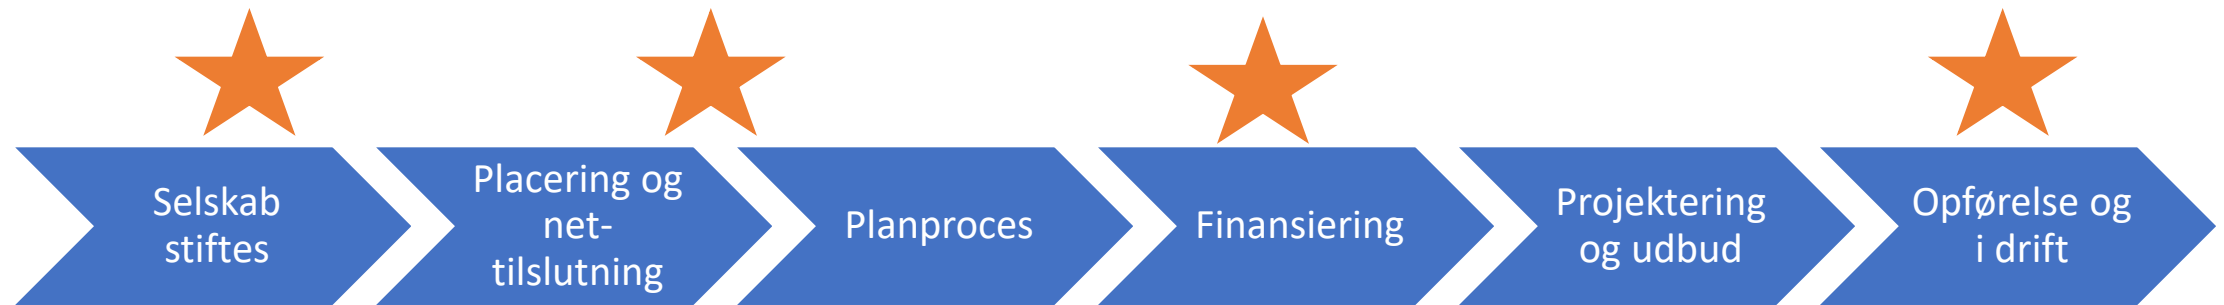 Selskab
stiftes
Placering og
net-
tilslutning
Planproces
Finansiering
Projektering
og udbud
Opførelse og
i drift